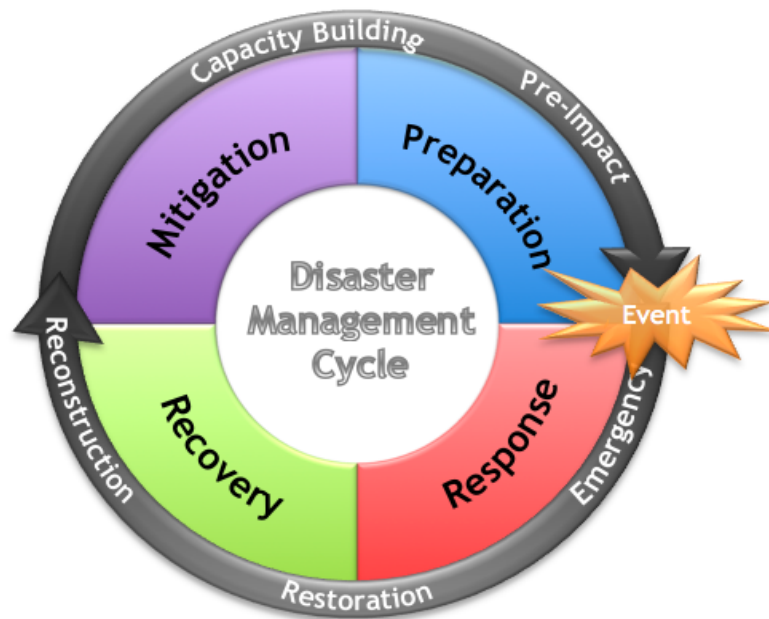 Capacity Building
Pre-Impact
Mitigation
Preparation
Disaster
Management
Cycle
Event
Reconstruction
Recovery
Response
Emergency
Restoration